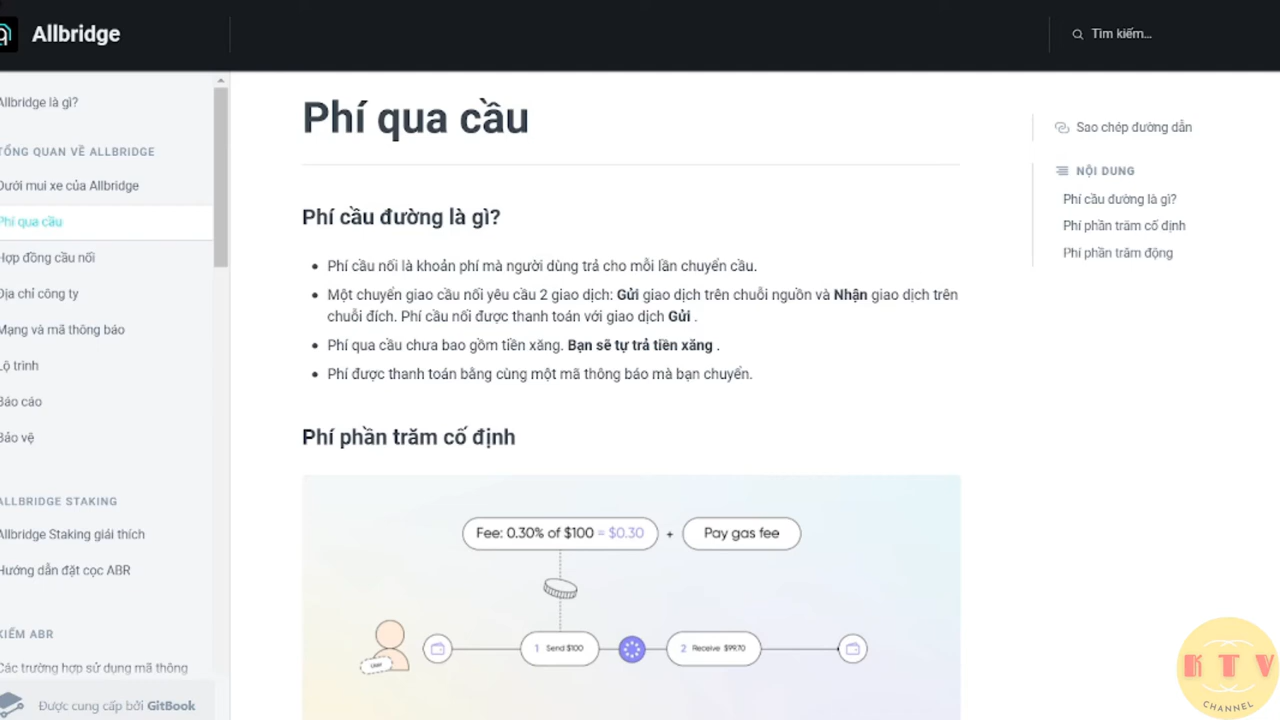 Allbridge
Tìm kiếm...
Allbridge là gì?
TỔNG QUAN VỀ ALLBRIDGE
Dưới mui xe của Allbridge
Phí qua cầu
Hợp đồng cầu nối
Địa chỉ công ty
Mạng và mã thông báo
Lộ trình
Báo cáo
Bảo vệ
ALLBRIDGE STAKING
Allbridge Staking giải thích
Hướng dẫn đặt cọc ABR
KIẾM ABR
Các trường hợp sử dụng mã thông
Được cung cấp bởi GitBook
Phí qua cầu
Phí cầu đường là gì?
Phí cầu nối là khoản phí mà người dùng trả cho mỗi lần chuyển cầu.
Một chuyển giao cầu nối yêu cầu 2 giao dịch: Gửi giao dịch trên chuỗi nguồn và Nhận giao dịch trên
chuỗi đích. Phí cầu nối được thanh toán với giao dịch Gửi .
Phí qua cầu chưa bao gồm tiền xăng. Bạn sẽ tự trả tiền xăng .
Phí được thanh toán bằng cùng một mã thông báo mà bạn chuyển.
Phí phần trăm cố định
Fee: 0.30% of $100 = $0.30 + Pay gas fee
User
1 Send $100
2 Receive $99.70
Sao chép đường dẫn
NỘI DUNG
Phí cầu đường là gì?
Phí phần trăm cố định
Phí phần trăm động
KTV
CHANNEL